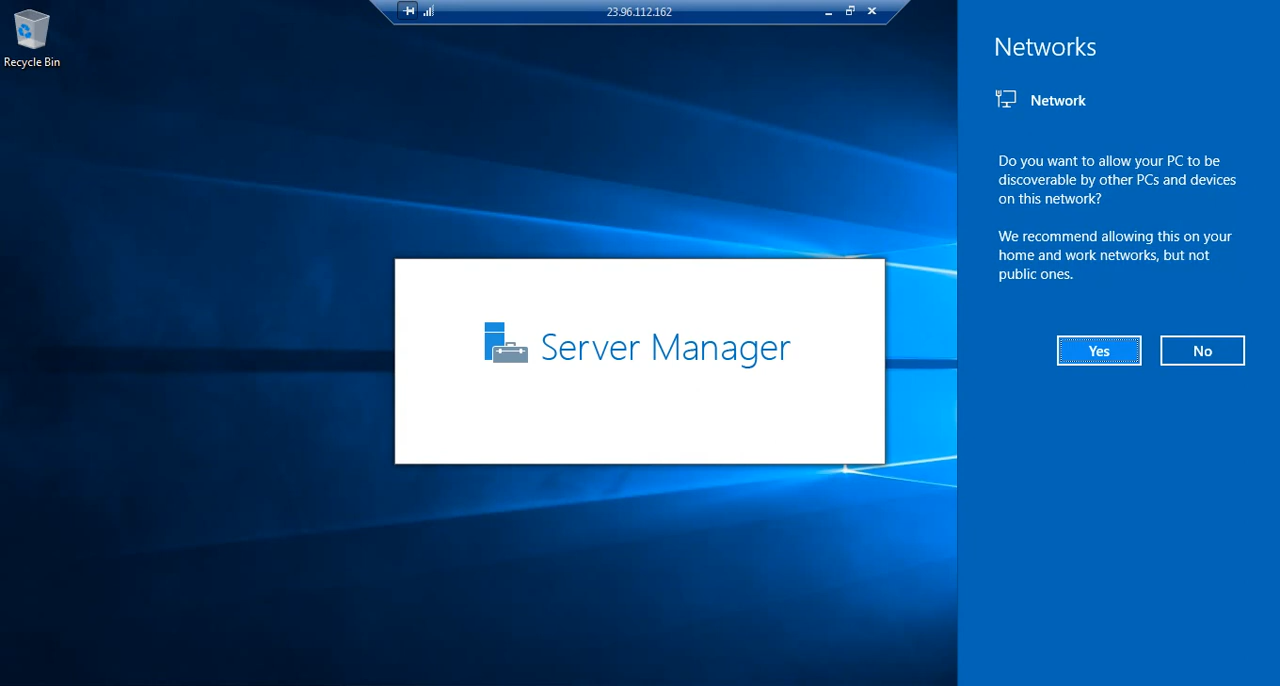 23.96.112.162
Recycle Bin
Server Manager
Networks
Network
Do you want to allow your PC to be
discoverable by other PCs and devices
on this network?
We recommend allowing this on your
home and work networks, but not
public ones.
Yes
No